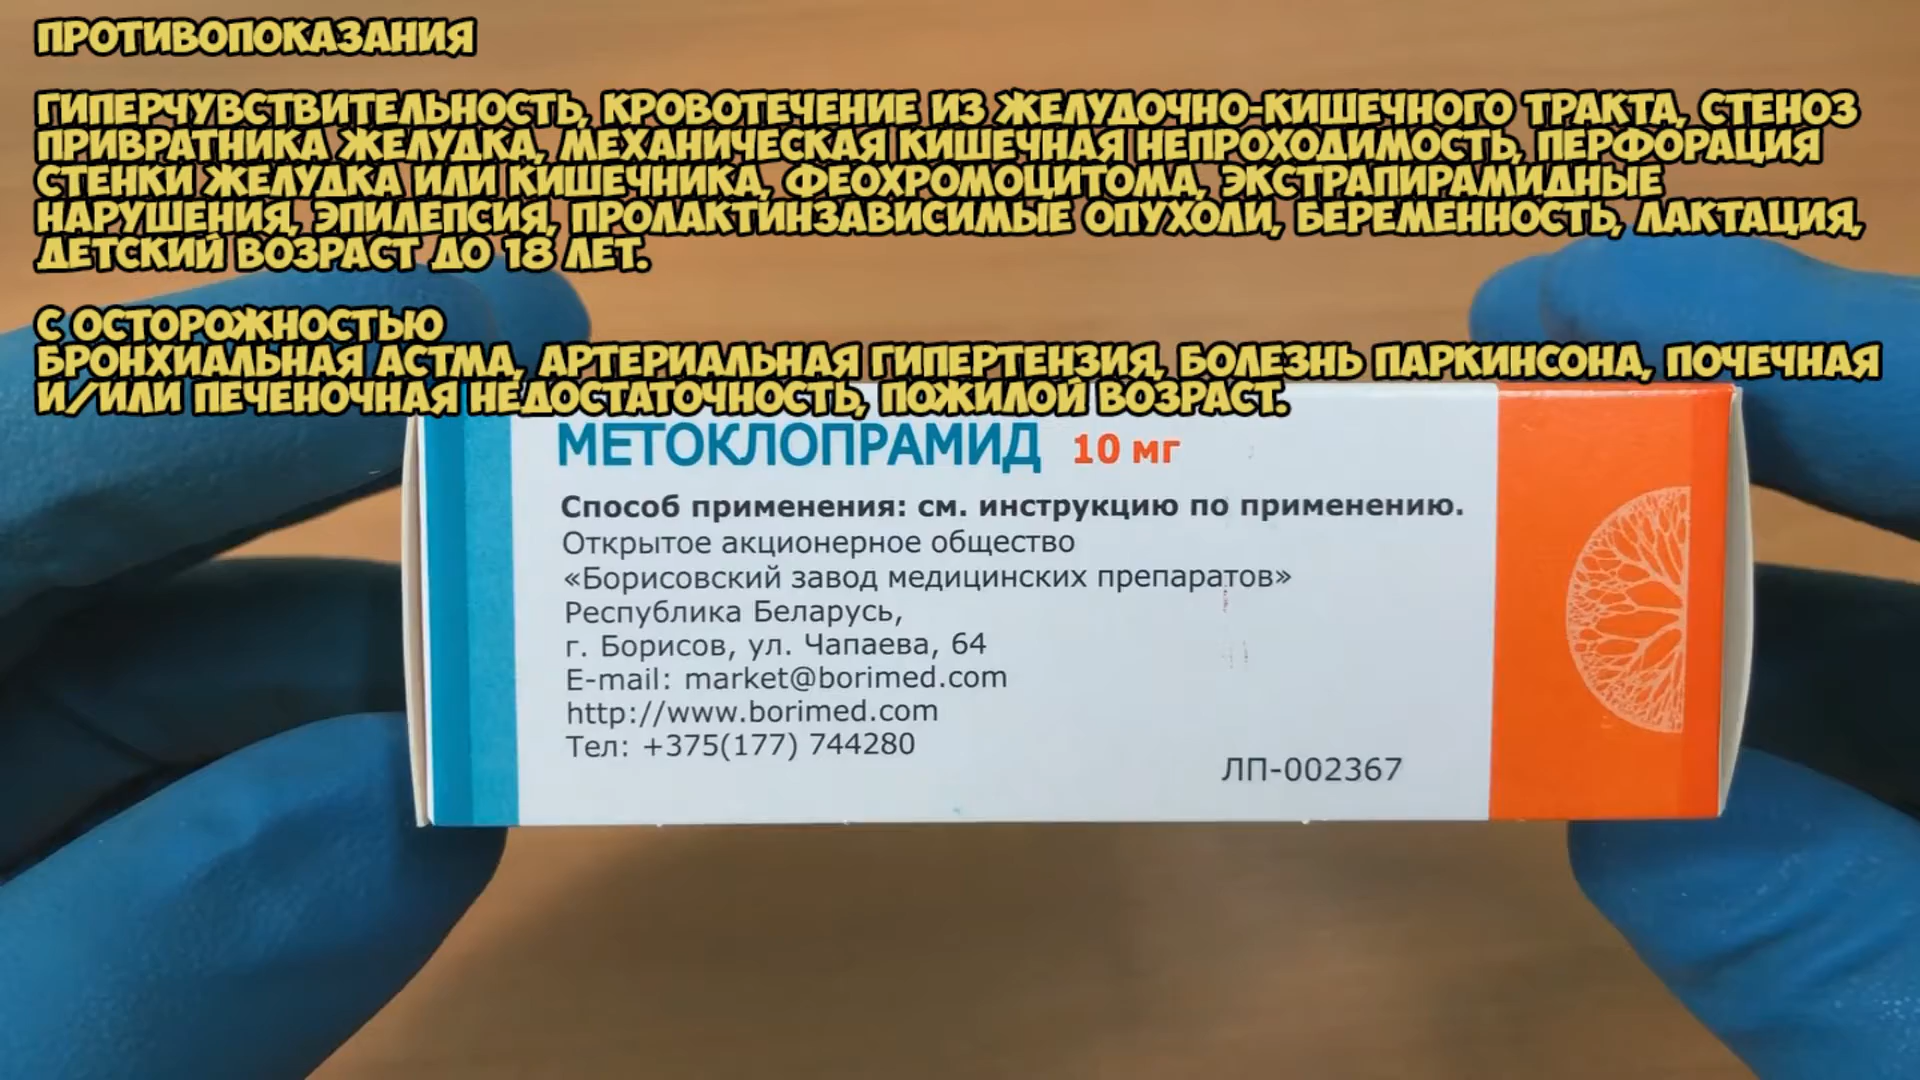 ПРОТИВОПОКАЗАНИЯ
ГИПЕРЧУВСТВИТЕЛЬНОСТЬ, КРОВОТЕЧЕНИЕ ИЗ ЖЕЛУДОЧНО-КИШЕЧНОГО ТРАКТА, СТЕНОЗ
ПРИВРАТНИКА ЖЕЛУДКА, МЕХАНИЧЕСКАЯ КИШЕЧНАЯ НЕПРОХОДИМОСТЬ, ПЕРФОРАЦИЯ
СТЕНКИ ЖЕЛУДКА ИЛИ КИШЕЧНИКА, ФЕОХРОМОЦИТОМА, ЭКСТРАПИРАМИДНЫЕ
НАРУШЕНИЯ, ЭПИЛЕПСИЯ, ПРОЛАКТИНЗАВИСИМЫЕ ОПУХОЛИ, БЕРЕМЕННОСТЬ, ЛАКТАЦИЯ,
ДЕТСКИЙ ВОЗРАСТ ДО 18 ЛЕТ.
С ОСТОРОЖНОСТЬЮ
БРОНХИАЛЬНАЯ АСТМА, АРТЕРИАЛЬНАЯ ГИПЕРТЕНЗИЯ, БОЛЕЗНЬ ПАРКИНСОНА, ПОЧЕЧНАЯ
И/ИЛИ ПЕЧЕНОЧНАЯ НЕДОСТАТОЧНОСТЬ, ПОЖИЛОЙ ВОЗРАСТ.
МЕТОКЛОПРАМИД 10 мг
Способ применения: см. инструкцию по применению.
Открытое акционерное общество
«Борисовский завод медицинских препаратов»
Республика Беларусь,
г. Борисов, ул. Чапаева, 64
E-mail: market@borimed.com
http://www.borimed.com
Тел: +375(177) 744280
ЛП-002367